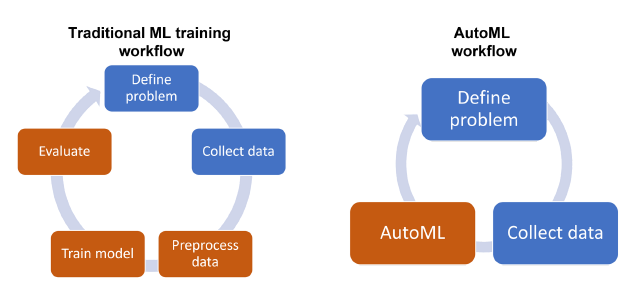 Traditional ML training
workflow
Define
problem
Collect data
Preprocess
data
Train model
Evaluate
AutoML
workflow
Define
problem
Collect data
AutoML